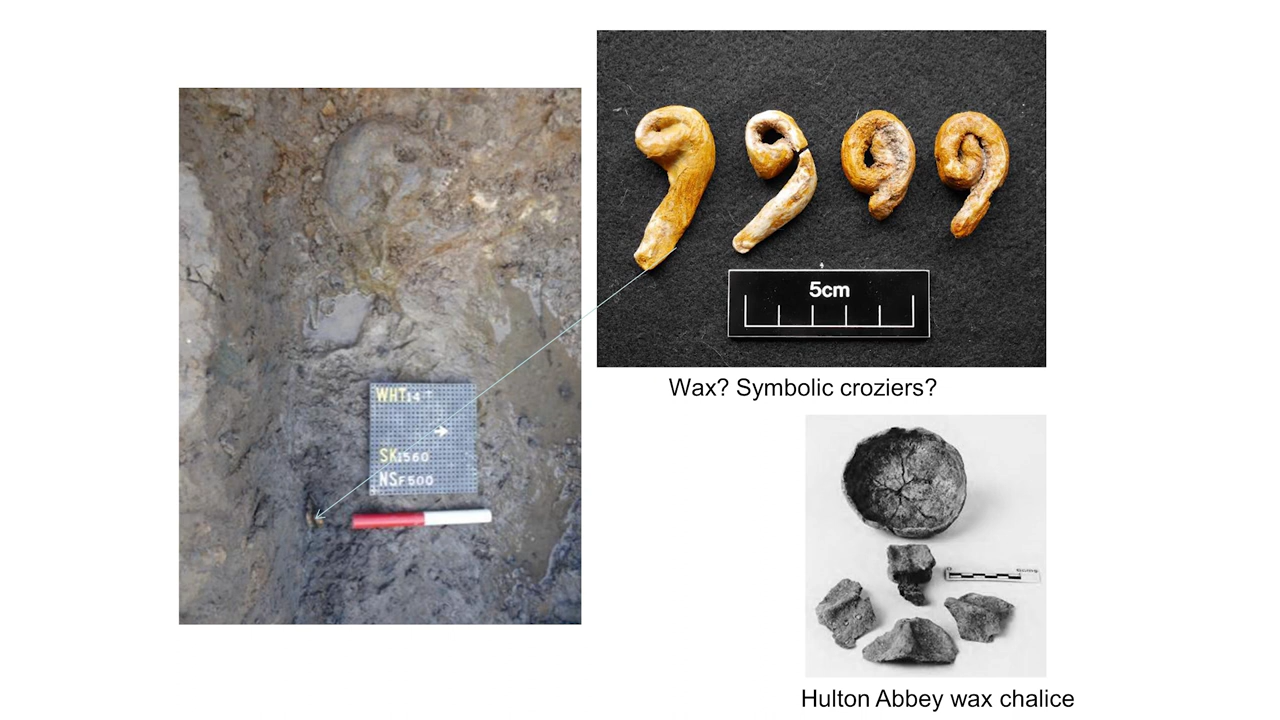 WHT14
SK1560
NSF500
5cm
Wax? Symbolic croziers?
Hulton Abbey wax chalice